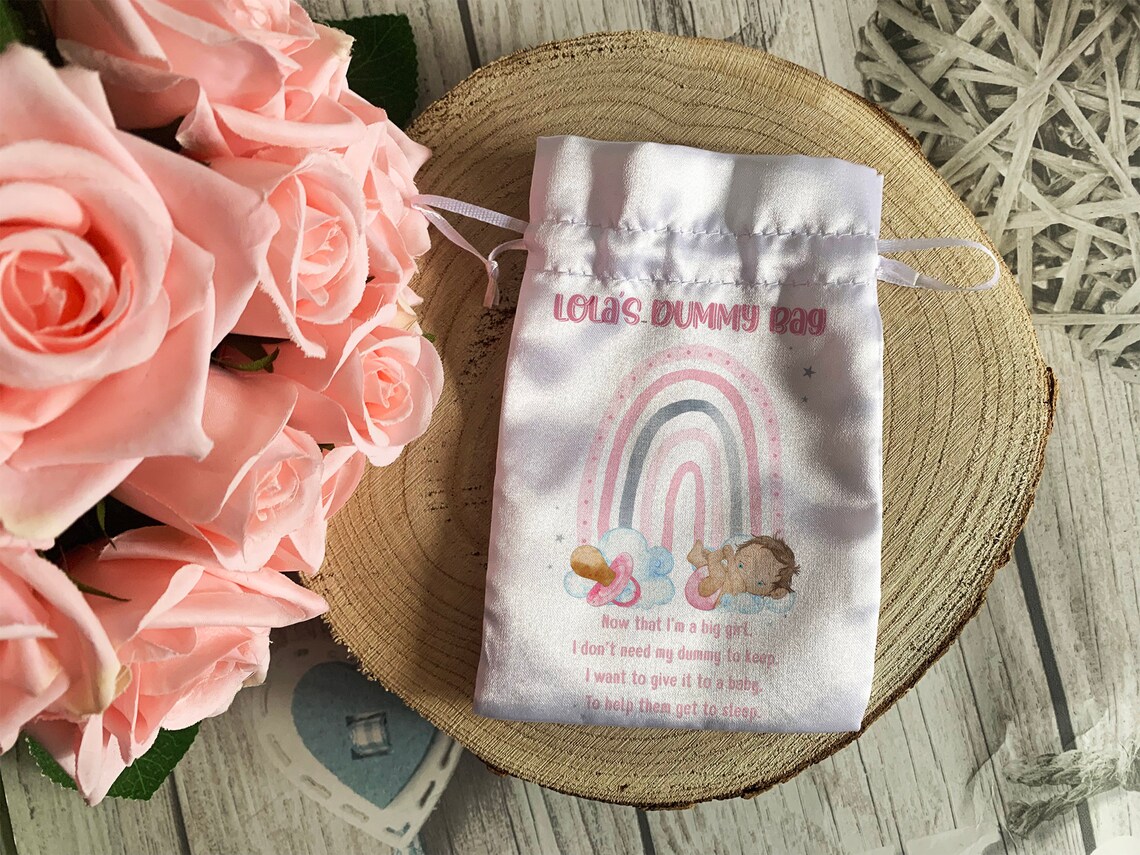 LOLA'S DUMMY BAG
Now that I'm a big girl.
I don't need my dummy to keep.
I want to give it to a baby,
To help them get to sleep.